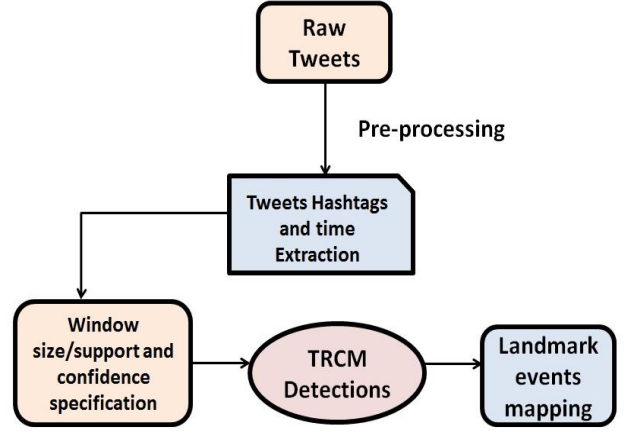 Raw
Tweets
Pre-processing
Tweets Hashtags
and time
Extraction
Window
size/support and
confidence
specification
TRCM
Detections
Landmark
events
mapping